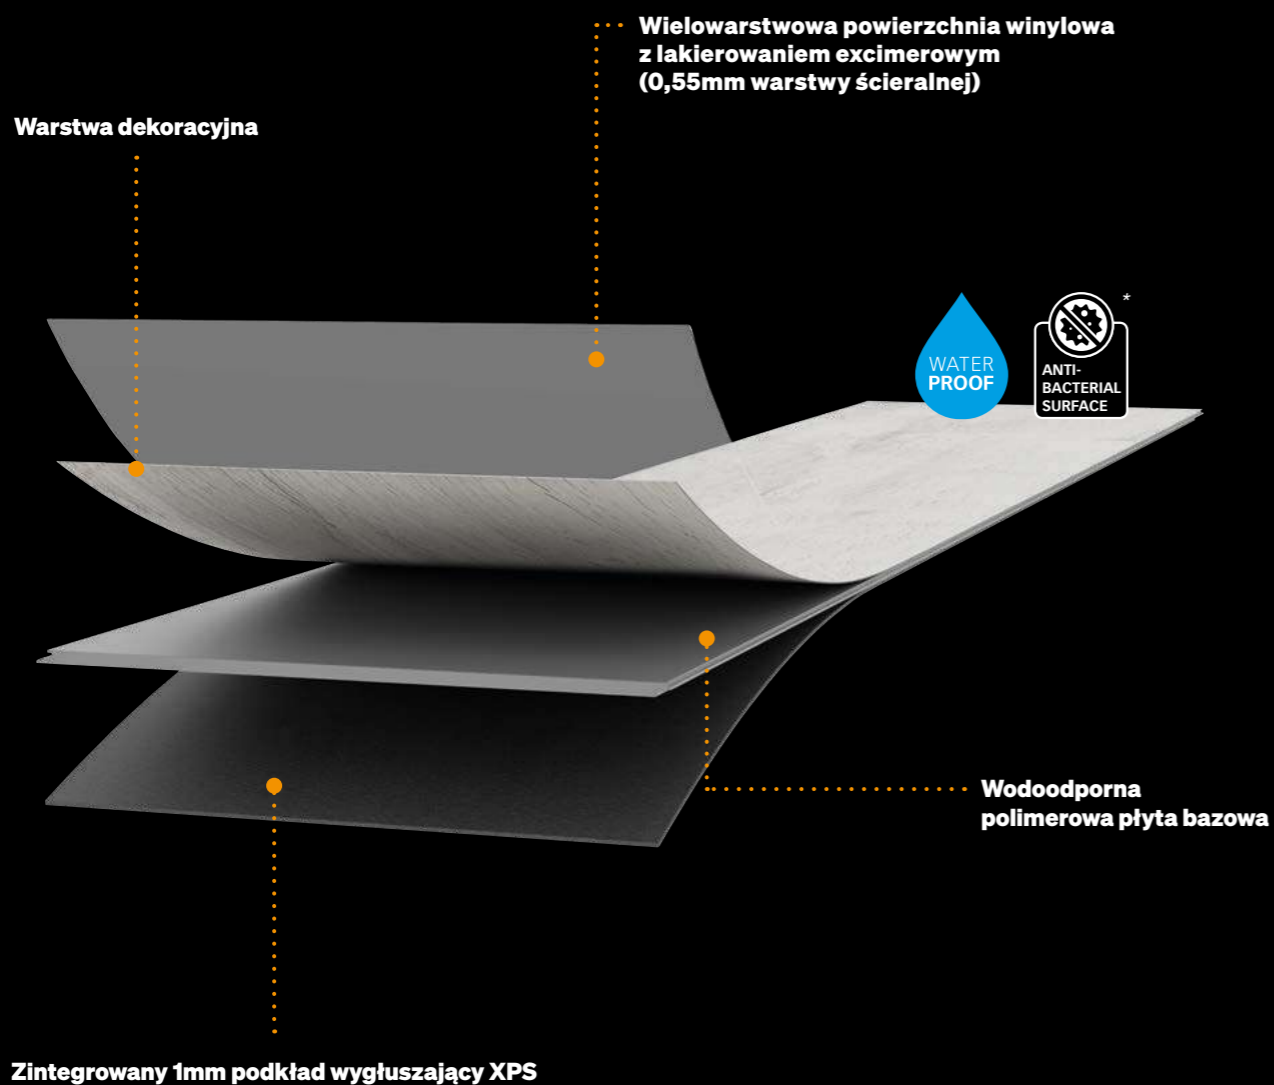 Wielowarstwowa powierzchnia winylowa
z lakierowaniem excimerowym
(0,55mm warstwy ścieralnej)
Warstwa dekoracyjna
WATER
PROOF
*
ANTI-
BACTERIAL
SURFACE
Wodoodporna
polimerowa płyta bazowa
Zintegrowany 1mm podkład wygłuszający XPS